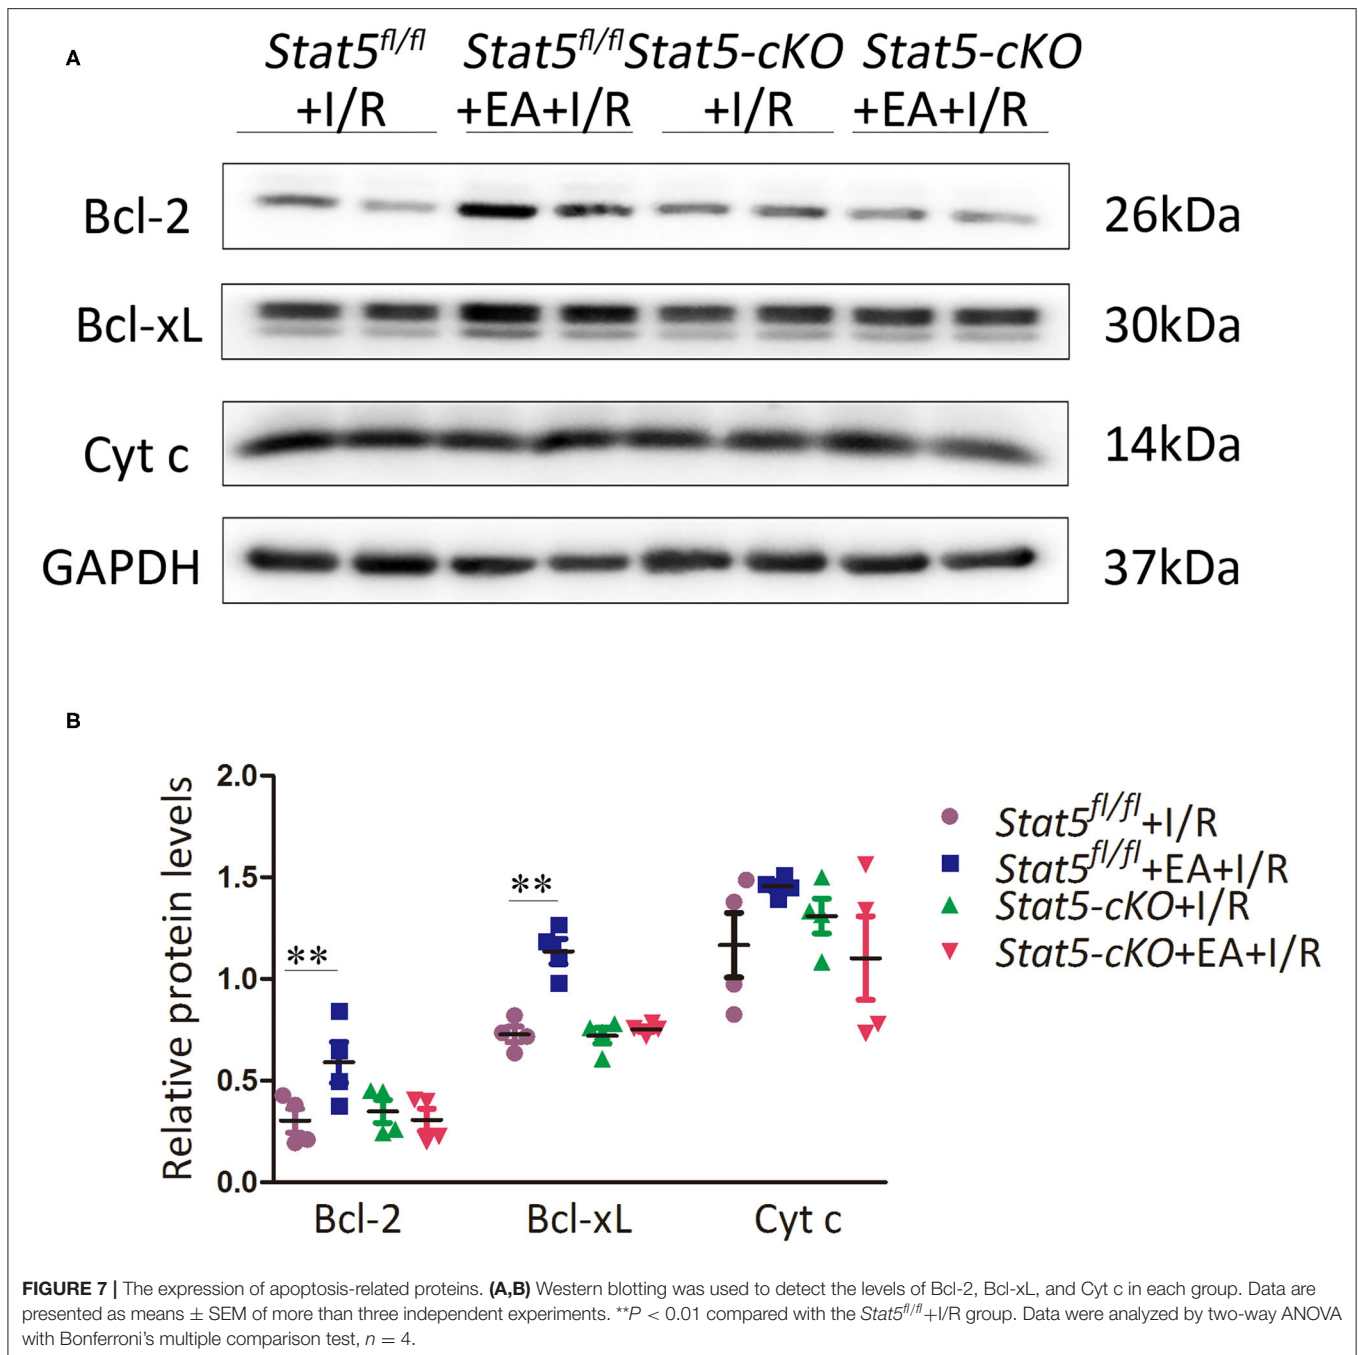 A
Stat5fl/fl Stat5fl/fl Stat5-cKO Stat5-cKO
+I/R +EA+I/R +I/R +EA+I/R
Bcl-2 26kDa
Bcl-xL 30kDa
Cyt c 14kDa
GAPDH 37kDa
B
Relative protein levels
2.0
1.5
1.0
0.5
0.0
**
**
Bcl-2 Bcl-xL Cyt c
Stat5fl/fl+I/R
Stat5fl/fl+EA+I/R
Stat5-cKO+I/R
Stat5-cKO+EA+I/R
FIGURE 7 | The expression of apoptosis-related proteins. (A,B) Western blotting was used to detect the levels of Bcl-2, Bcl-xL, and Cyt c in each group. Data are
presented as means ± SEM of more than three independent experiments. **P < 0.01 compared with the Stat5fl/fl+I/R group. Data were analyzed by two-way ANOVA
with Bonferroni's multiple comparison test, n = 4.